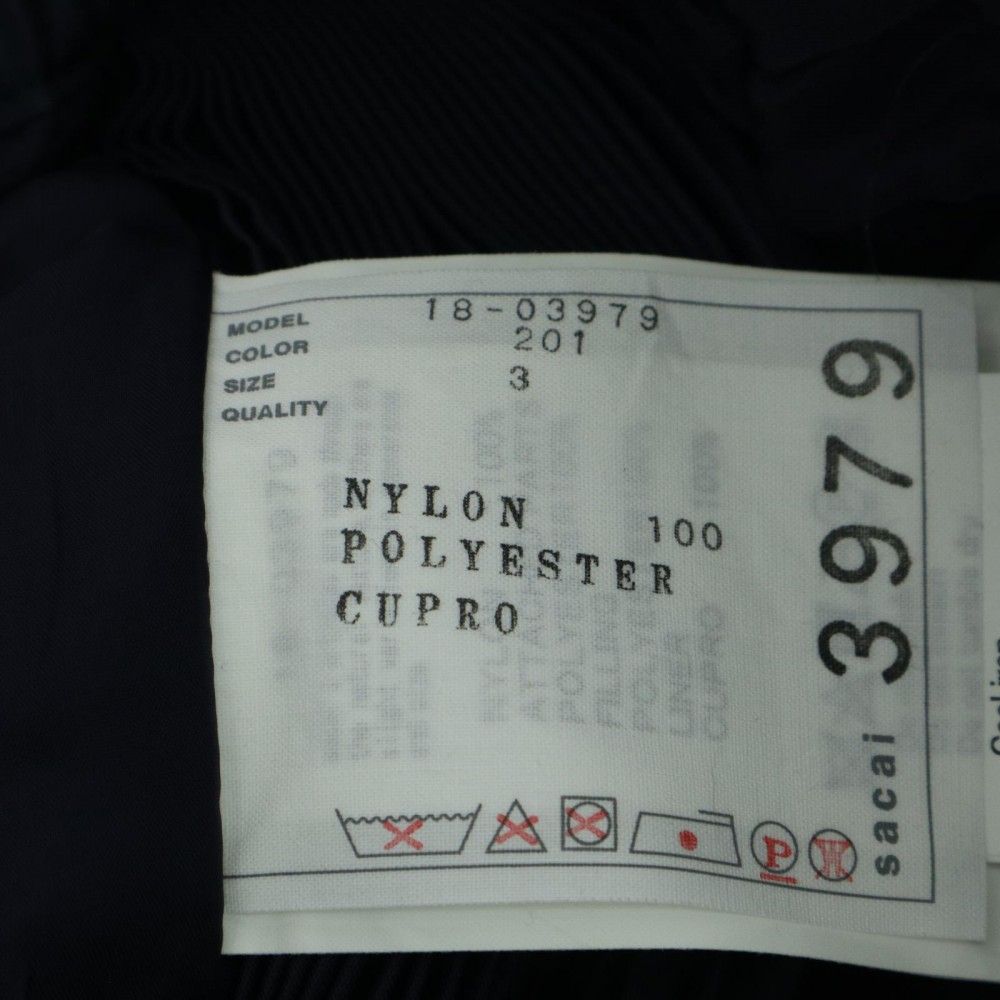 MODEL 18-03979
COLOR 201
SIZE 3
QUALITY
NYLON 100
POLYESTER
CUPRO
P
W
sacai 3979